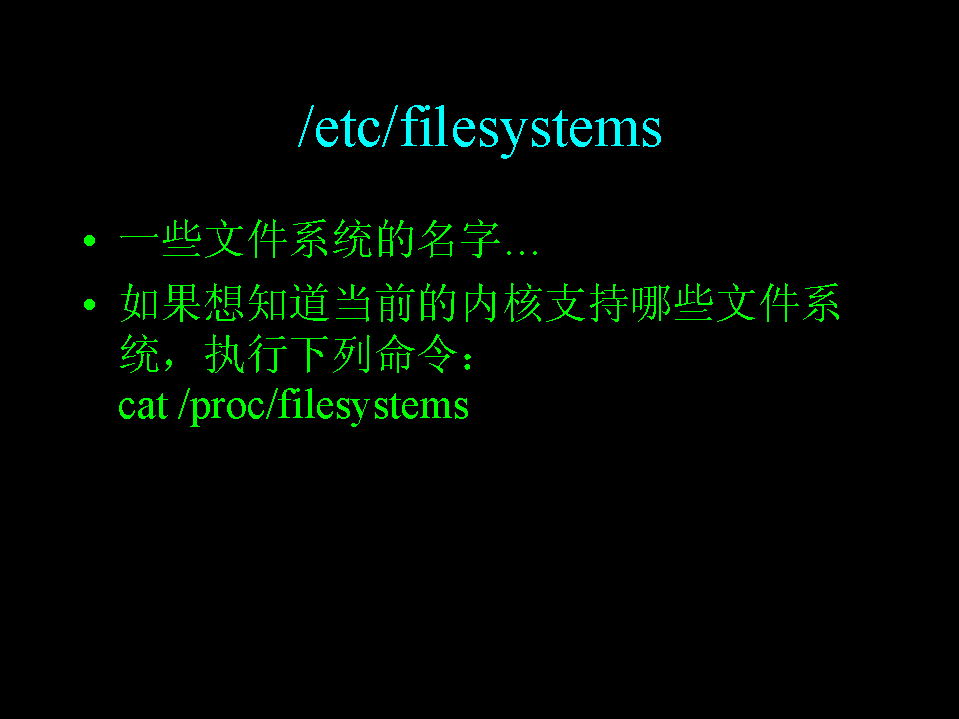 /etc/filesystems
• 一些文件系统的名字…
• 如果想知道当前的内核支持哪些文件系
统，执行下列命令：
cat /proc/filesystems